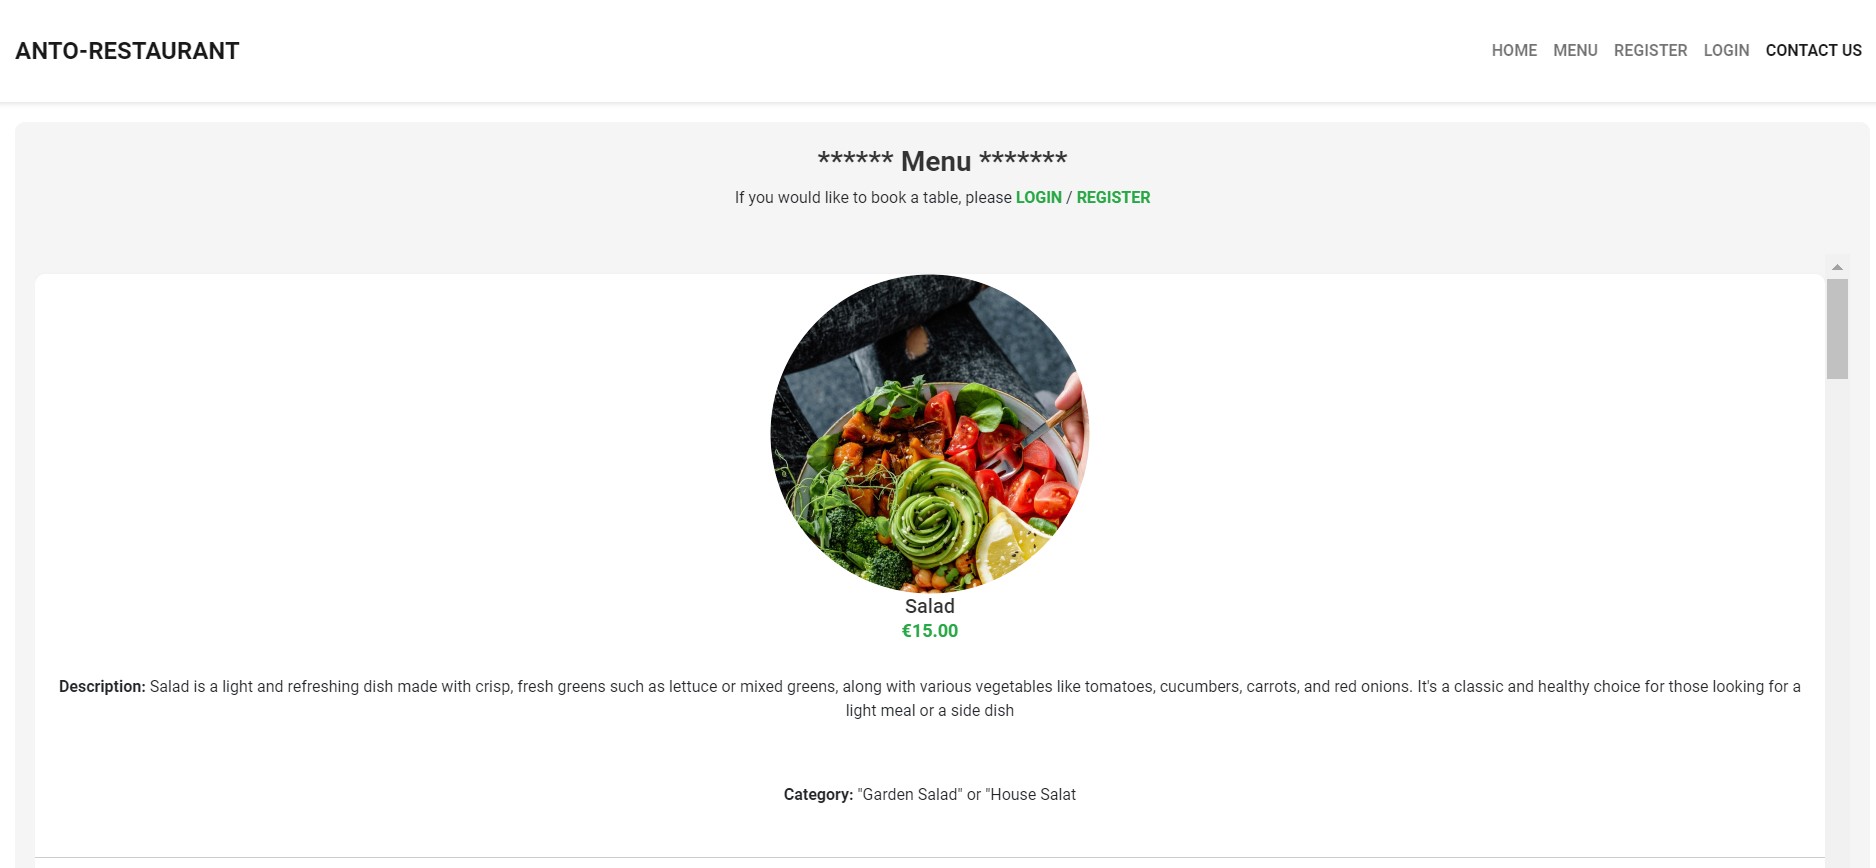 ANTO-RESTAURANT
HOME MENU REGISTER LOGIN CONTACT US
****** Menu *******
If you would like to book a table, please LOGIN / REGISTER
Salad
€15.00
Description: Salad is a light and refreshing dish made with crisp, fresh greens such as lettuce or mixed greens, along with various vegetables like tomatoes, cucumbers, carrots, and red onions. It's a classic and healthy choice for those looking for a
light meal or a side dish
Category: "Garden Salad" or "House Salat